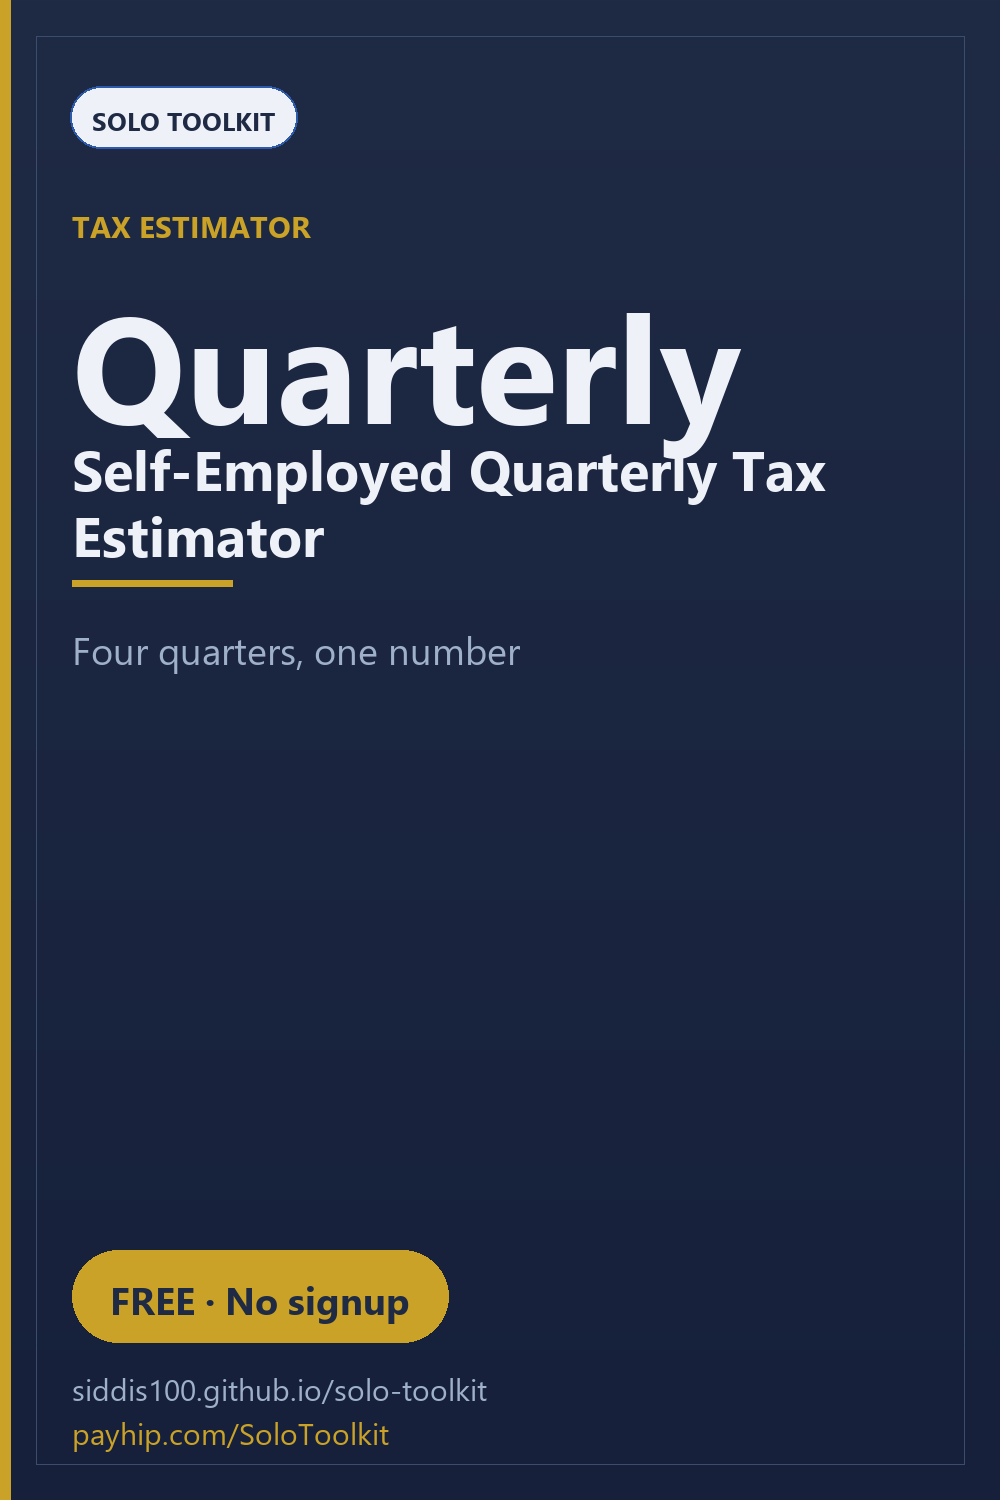 SOLO TOOLKIT
TAX ESTIMATOR
Quarterly
Self-Employed Quarterly Tax
Estimator
Four quarters, one number
FREE · No signup
siddis100.github.io/solo-toolkit
payhip.com/SoloToolkit